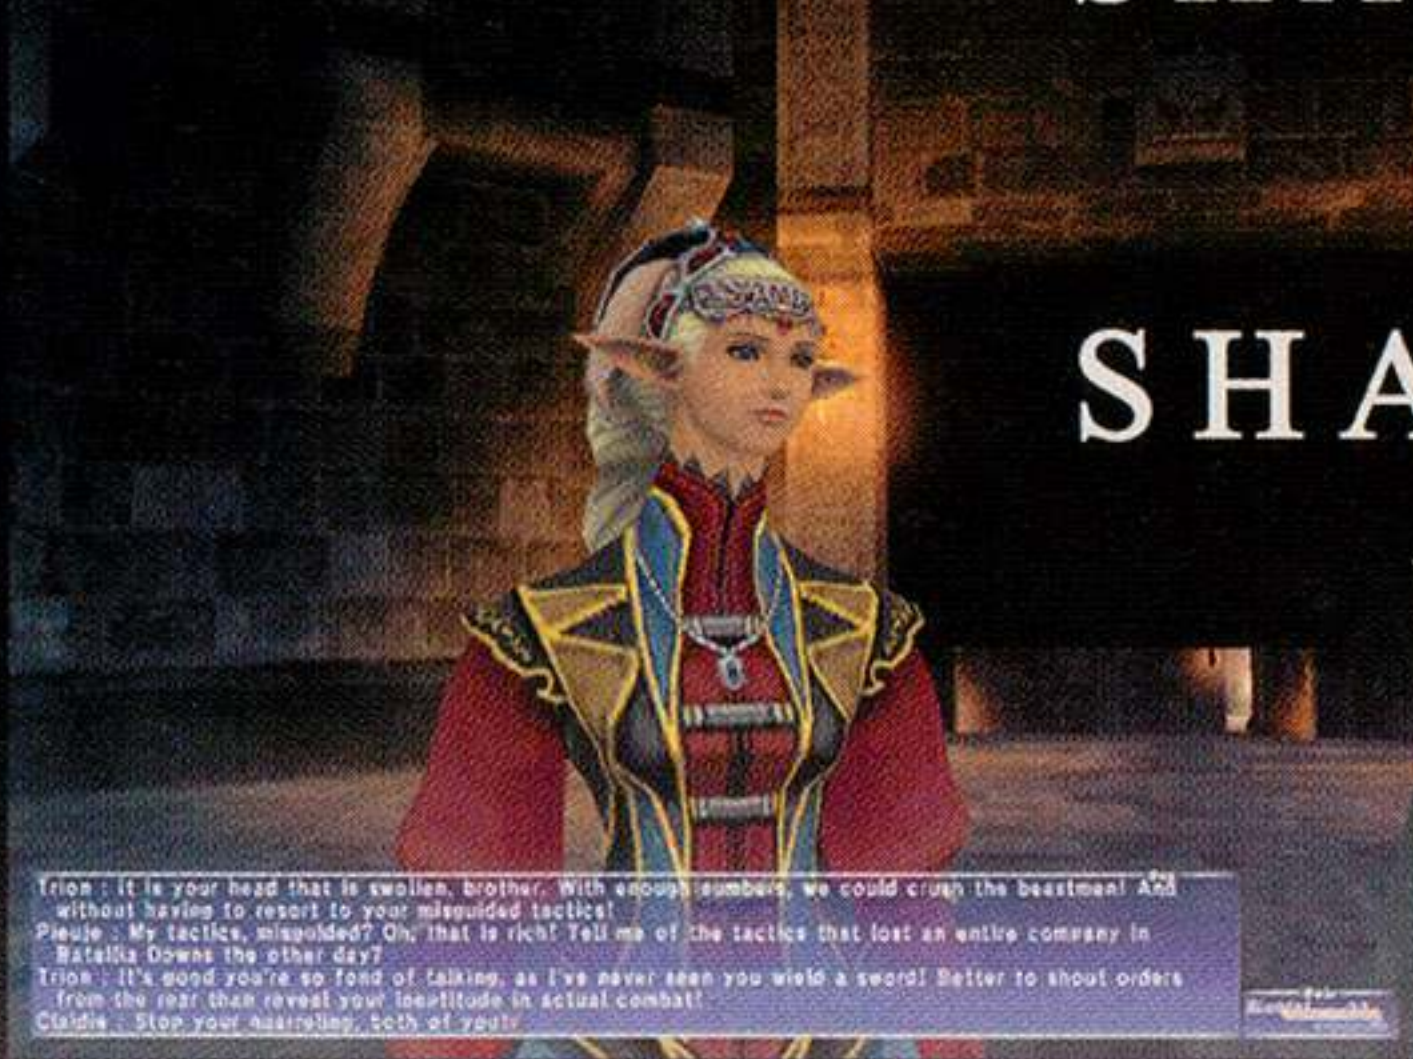 SHA
Trion : It is your head that is swollen, brother. With enough numbers, we could crush the beastmen! And
without having to resort to your misguided tactics!
Pieuje : My tactics, misguided? Oh, that is rich! Tell me of the tactics that lost an entire company in
Batallia Downs the other day?
Trion : It's good you're so fond of talking, as I've never seen you wield a sword! Better to shout orders
from the rear than reveal your ineptitude in actual combat!
Claidie : Stop your quarreling, both of you!